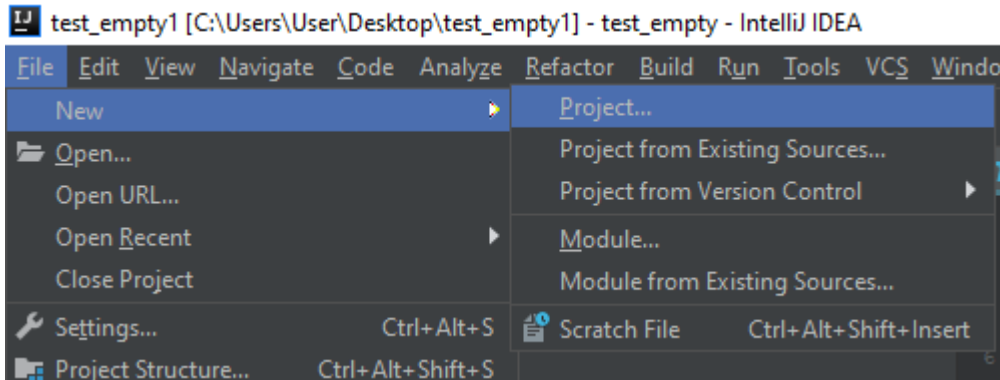 IJ test_empty1 [C:\Users\User\Desktop\test_empty1] - test_empty - IntelliJ IDEA
File Edit View Navigate Code Analyze Refactor Build Run Tools VCS Windo
New
Open...
Open URL...
Open Recent
Close Project
Settings... Ctrl+Alt+S
Project Structure... Ctrl+Alt+Shift+S
Project...
Project from Existing Sources...
Project from Version Control
Module...
Module from Existing Sources...
Scratch File Ctrl+Alt+Shift+Insert
6